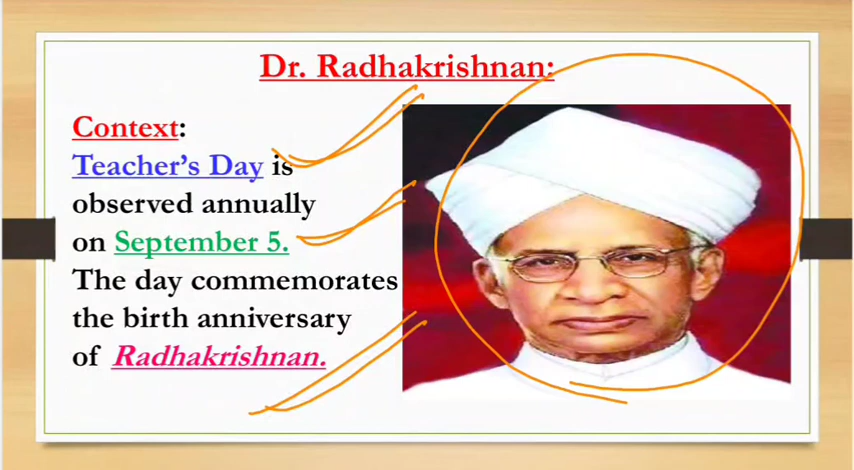 Dr. Radhakrishnan:
Context:
Teacher’s Day is
observed annually
on September 5.
The day commemorates
the birth anniversary
of Radhakrishnan.